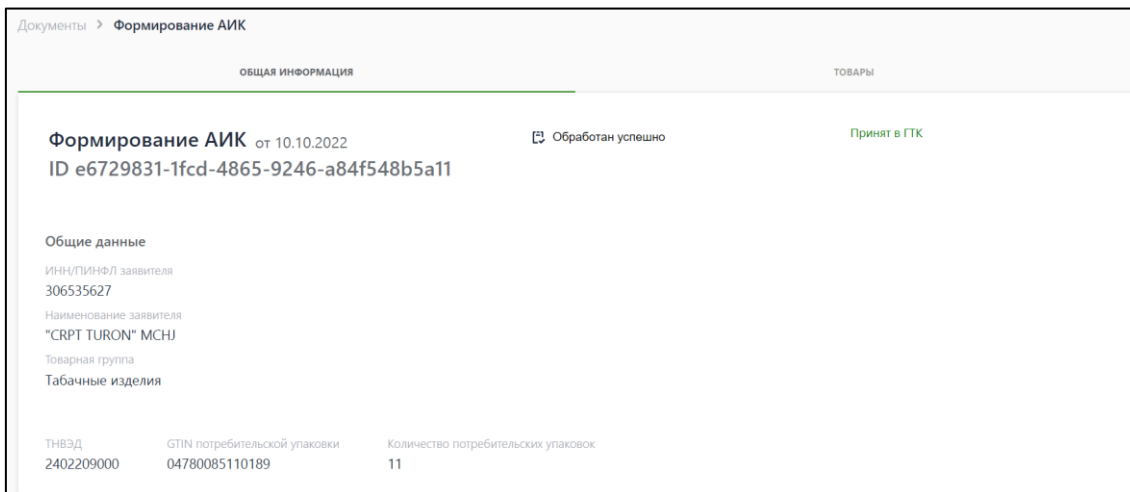 Документы > Формирование АИК
ОБЩАЯ ИНФОРМАЦИЯ ТОВАРЫ
Формирование АИК от 10.10.2022 Обработан успешно Принят в ГТК
ID e6729831-1fcd-4865-9246-a84f548b5a11
Общие данные
ИНН/ПИНФЛ заявителя
306535627
Наименование заявителя
"CRPT TURON" MCHJ
Товарная группа
Табачные изделия
ТНВЭД GTIN потребительской упаковки Количество потребительских упаковок
2402209000 04780085110189 11